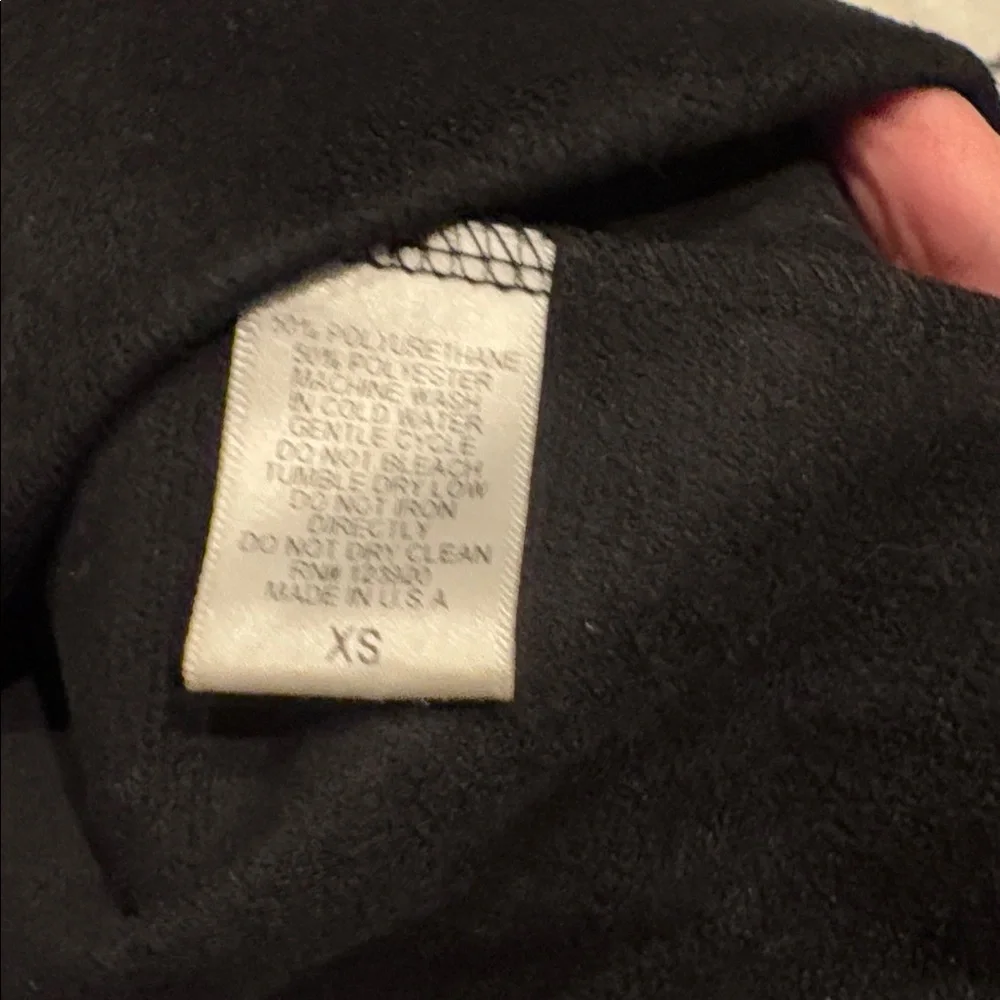 50% POLYURETHANE
50% POLYESTER
MACHINE WASH
IN COLD WATER
GENTLE CYCLE
DO NOT BLEACH
TUMBLE DRY LOW
DO NOT IRON
DIRECTLY
DO NOT DRY CLEAN
RN#
MADE IN U.S.A
XS